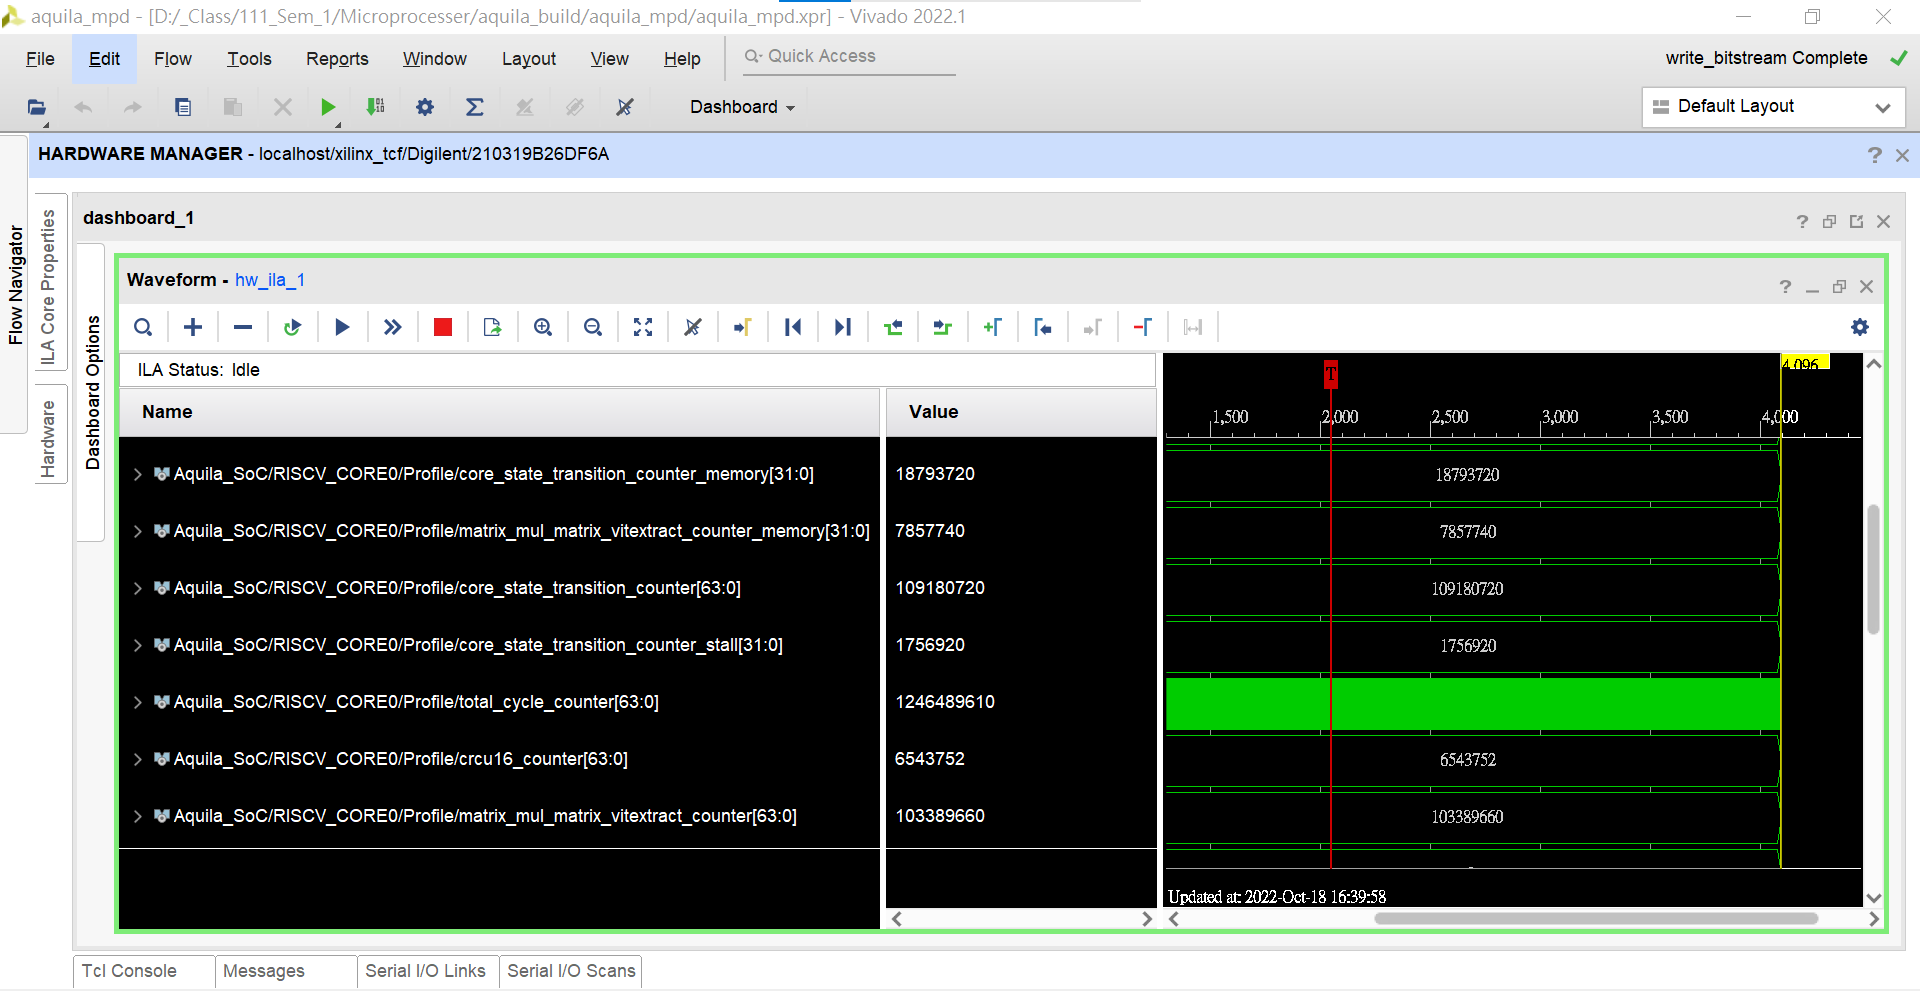 aquila_mpd - [D:/_Class/111_Sem_1/Microprocesser/aquila_build/aquila_mpd/aquila_mpd.xpr] - Vivado 2022.1
File Edit Flow Tools Reports Window Layout View Help Quick Access
write_bitstream Complete
Dashboard
Default Layout
HARDWARE MANAGER - localhost/xilinx_tcf/Digilent/210319B26DF6A
Flow Navigator
ILA Core Properties
Hardware
dashboard_1
Dashboard Options
Waveform - hw_ila_1
ILA Status: Idle
Name Value
T
4,096
1,500 2,000 2,500 3,000 3,500 4,000
Aquila_SoC/RISCV_CORE0/Profile/core_state_transition_counter_memory[31:0] 18793720 18793720
Aquila_SoC/RISCV_CORE0/Profile/matrix_mul_matrix_vitextract_counter_memory[31:0] 7857740 7857740
Aquila_SoC/RISCV_CORE0/Profile/core_state_transition_counter[63:0] 109180720 109180720
Aquila_SoC/RISCV_CORE0/Profile/core_state_transition_counter_stall[31:0] 1756920 1756920
Aquila_SoC/RISCV_CORE0/Profile/total_cycle_counter[63:0] 1246489610
Aquila_SoC/RISCV_CORE0/Profile/crcu16_counter[63:0] 6543752 6543752
Aquila_SoC/RISCV_CORE0/Profile/matrix_mul_matrix_vitextract_counter[63:0] 103389660 103389660
Updated at: 2022-Oct-18 16:39:58
Tcl Console Messages Serial I/O Links Serial I/O Scans